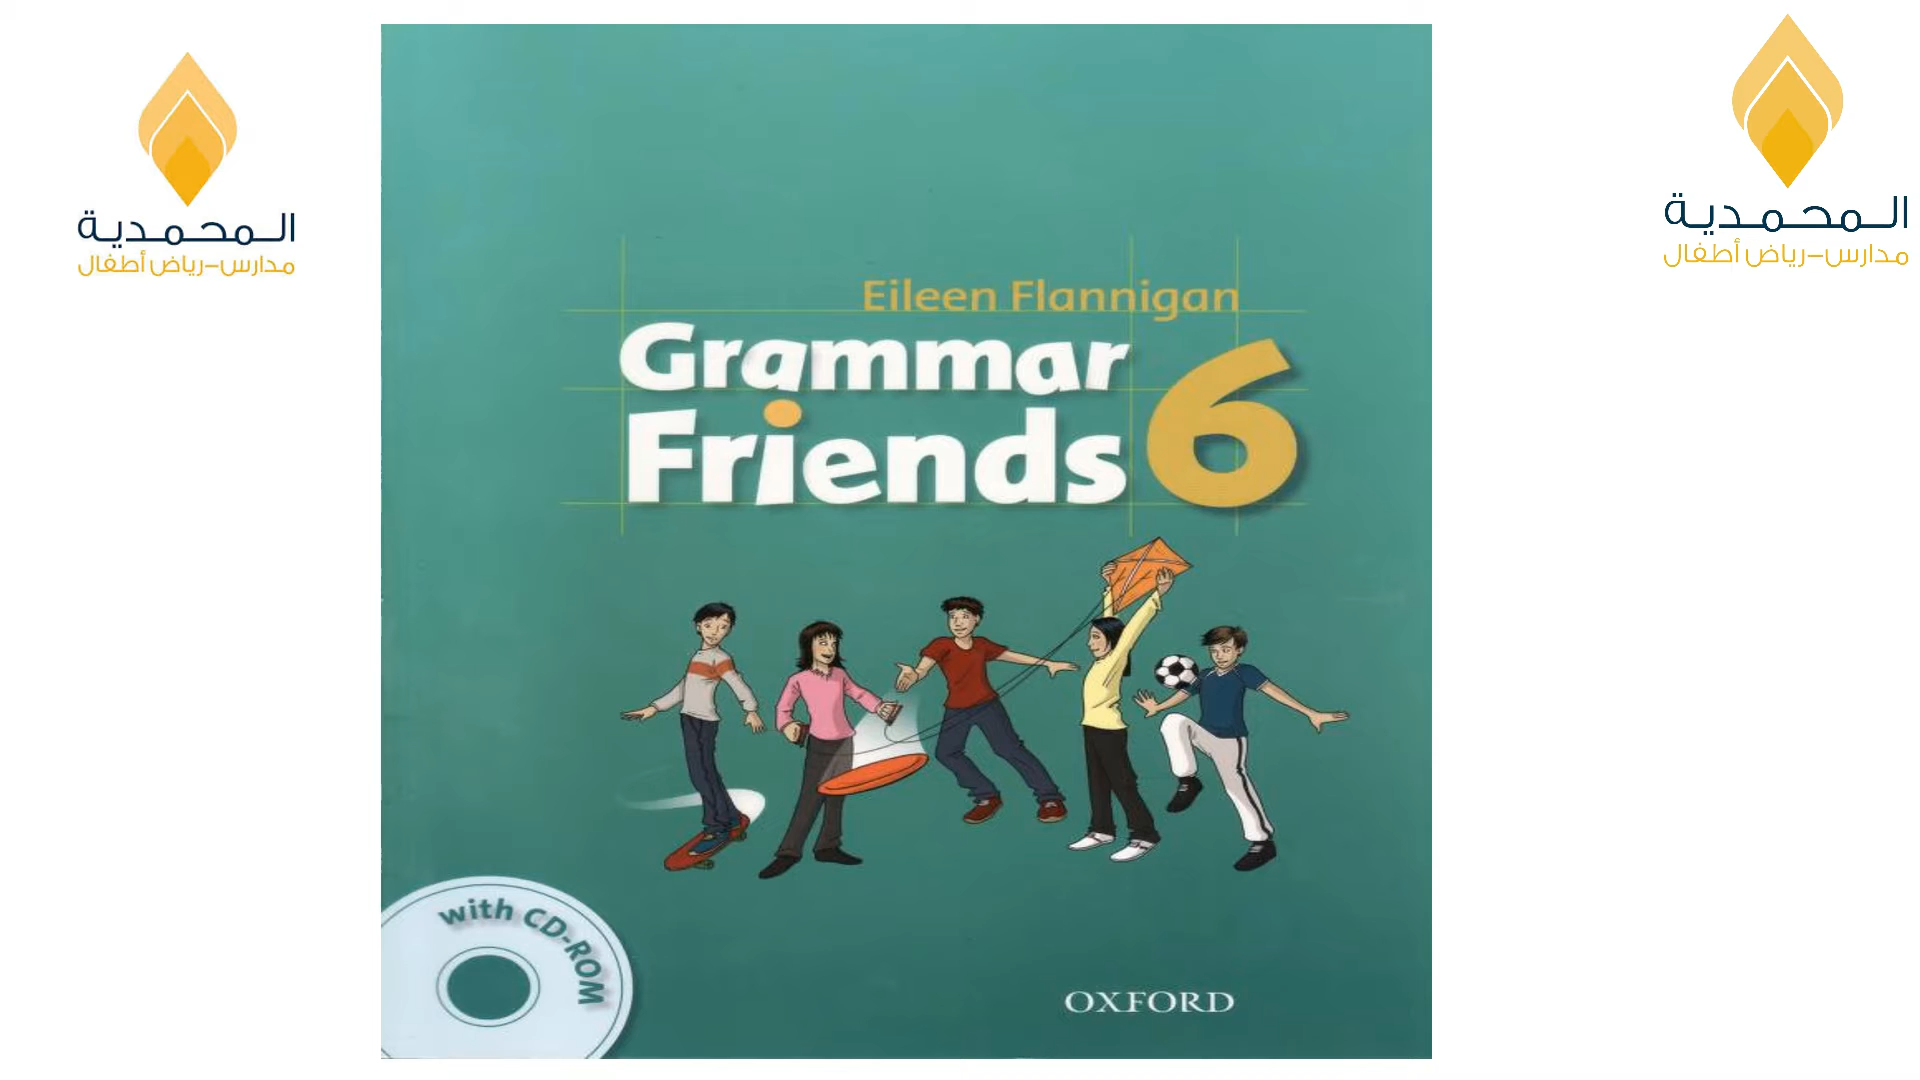 المحمدية
مدارس-رياض أطفال
المحمدية
مدارس-رياض أطفال
Eileen Flannigan
Grammar
Friends 6
with CD-ROM
OXFORD